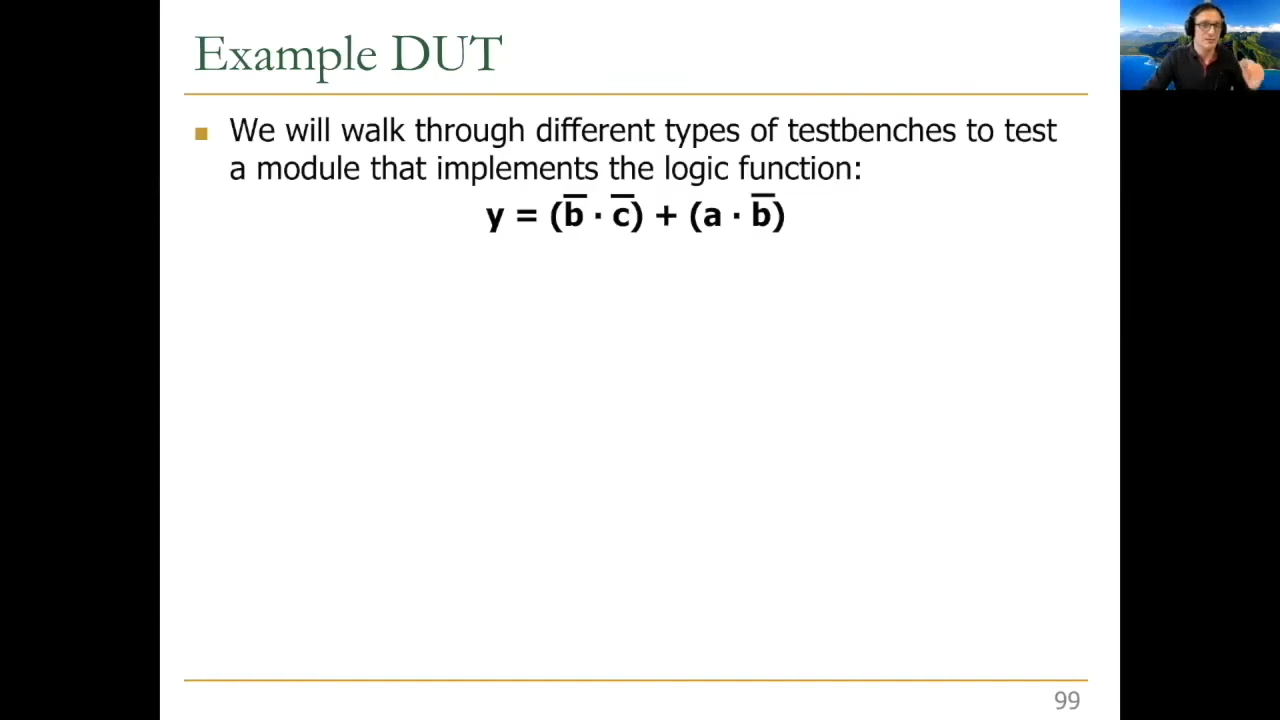 Example DUT
We will walk through different types of testbenches to test
a module that implements the logic function:
y = (b̅ · c̅) + (a · b̅)
99